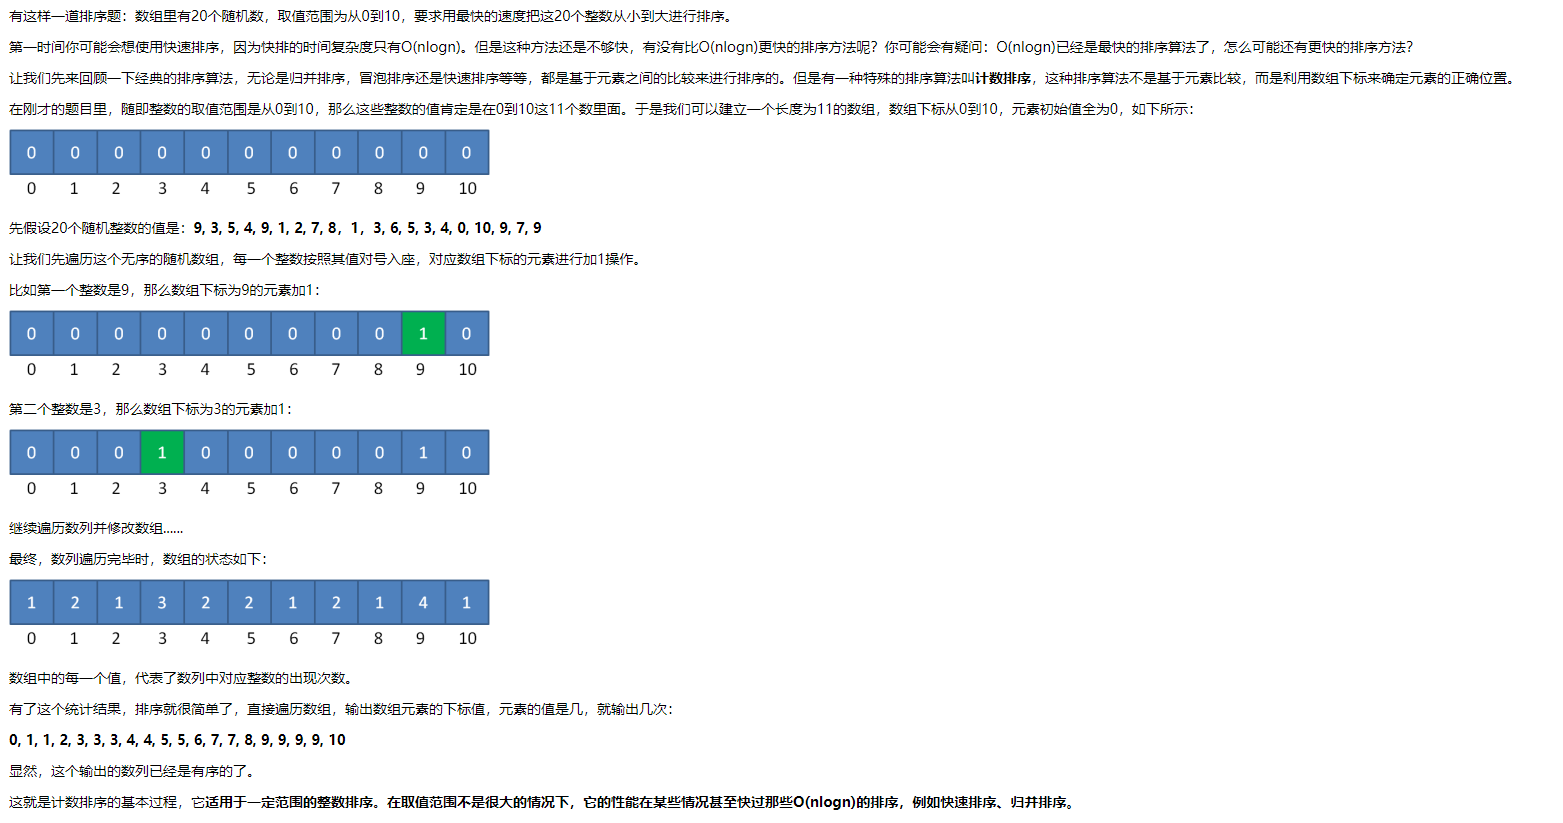 有这样一道排序题：数组里有20个随机数，取值范围为从0到10，要求用最快的速度把这20个整数从小到大进行排序。
第一时间你可能会想使用快速排序，因为快排的时间复杂度只有O(nlogn)。但是这种方法还是不够快，有没有比O(nlogn)更快的排序方法呢？你可能会有疑问：O(nlogn)已经是最快的排序算法了，怎么可能还有更快的排序方法？
让我们先来回顾一下经典的排序算法，无论是归并排序，冒泡排序还是快速排序等等，都是基于元素之间的比较来进行排序的。但是有一种特殊的排序算法叫计数排序，这种排序算法不是基于元素比较，而是利用数组下标来确定元素的正确位置。
在刚才的题目里，随即整数的取值范围是从0到10，那么这些整数的值肯定是在0到10这11个数里面。于是我们可以建立一个长度为11的数组，数组下标从0到10，元素初始值全为0，如下所示：
0 0 0 0 0 0 0 0 0 0 0
0 1 2 3 4 5 6 7 8 9 10
先假设20个随机整数的值是：9, 3, 5, 4, 9, 1, 2, 7, 8，1，3, 6, 5, 3, 4, 0, 10, 9, 7, 9
让我们先遍历这个无序的随机数组，每一个整数按照其值对号入座，对应数组下标的元素进行加1操作。
比如第一个整数是9，那么数组下标为9的元素加1：
0 0 0 0 0 0 0 0 0 1 0
0 1 2 3 4 5 6 7 8 9 10
第二个整数是3，那么数组下标为3的元素加1：
0 0 0 1 0 0 0 0 0 1 0
0 1 2 3 4 5 6 7 8 9 10
继续遍历数列并修改数组......
最终，数列遍历完毕时，数组的状态如下：
1 2 1 3 2 2 1 2 1 4 1
0 1 2 3 4 5 6 7 8 9 10
数组中的每一个值，代表了数列中对应整数的出现次数。
有了这个统计结果，排序就很简单了，直接遍历数组，输出数组元素的下标值，元素的值是几，就输出几次：
0, 1, 1, 2, 3, 3, 3, 4, 4, 5, 5, 6, 7, 7, 8, 9, 9, 9, 9, 10
显然，这个输出的数列已经是有序的了。
这就是计数排序的基本过程，它适用于一定范围的整数排序。在取值范围不是很大的情况下，它的性能在某些情况甚至快过那些O(nlogn)的排序，例如快速排序、归并排序。